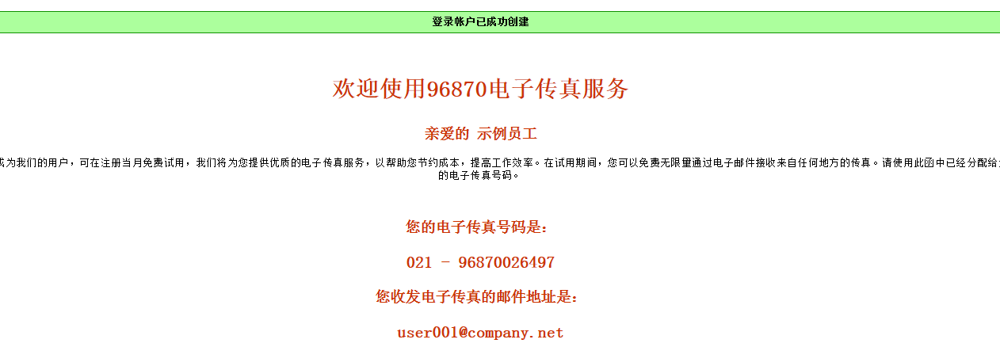 登录帐户已成功创建
欢迎使用96870电子传真服务
亲爱的 示例员工
成为我们的用户，可在注册当月免费试用，我们将为您提供优质的电子传真服务，以帮助您节约成本，提高工作效率。在试用期间，您可以免费无限量通过电子邮件接收来自任何地方的传真。请使用此函中已经分配给
的电子传真号码。
您的电子传真号码是：
021 - 96870026497
您收发电子传真的邮件地址是：
user001@company.net